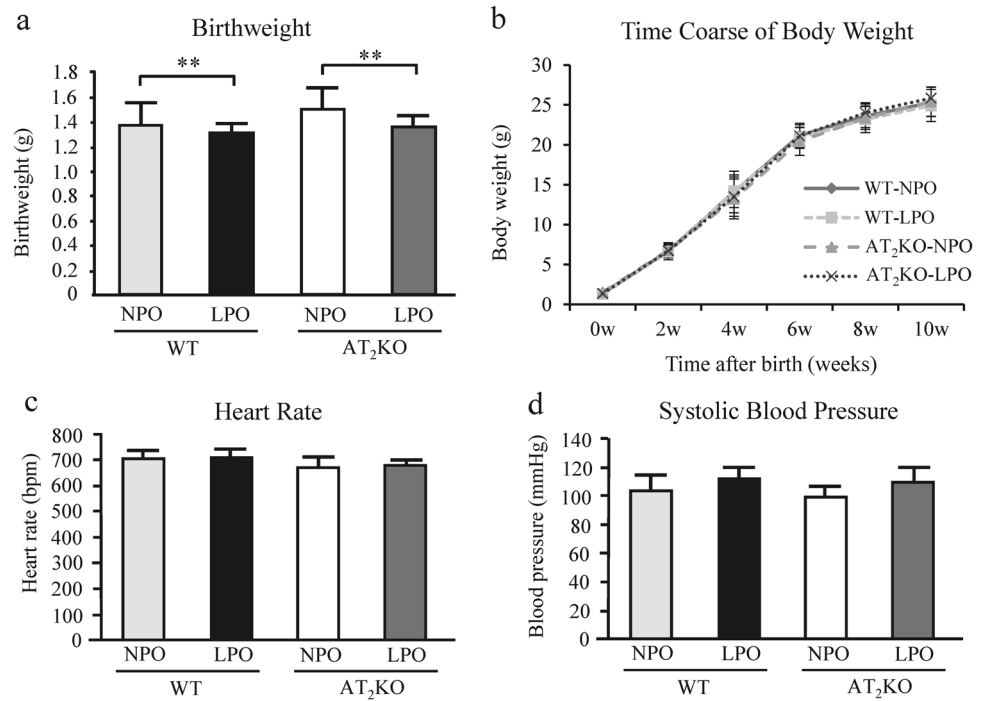 a
Birthweight
**
**
Birthweight (g)
1.8
1.6
1.4
1.2
1.0
0.8
0.6
0.4
0.2
0
NPO LPO NPO LPO
WT AT₂KO
b
Time Coarse of Body Weight
Body weight (g)
30
25
20
15
10
5
0
WT-NPO
WT-LPO
AT₂KO-NPO
AT₂KO-LPO
0w 2w 4w 6w 8w 10w
Time after birth (weeks)
c
Heart Rate
Heart rate (bpm)
800
700
600
500
400
300
200
100
0
NPO LPO NPO LPO
WT AT₂KO
d
Systolic Blood Pressure
Blood pressure (mmHg)
140
120
100
80
60
40
20
0
NPO LPO NPO LPO
WT AT₂KO